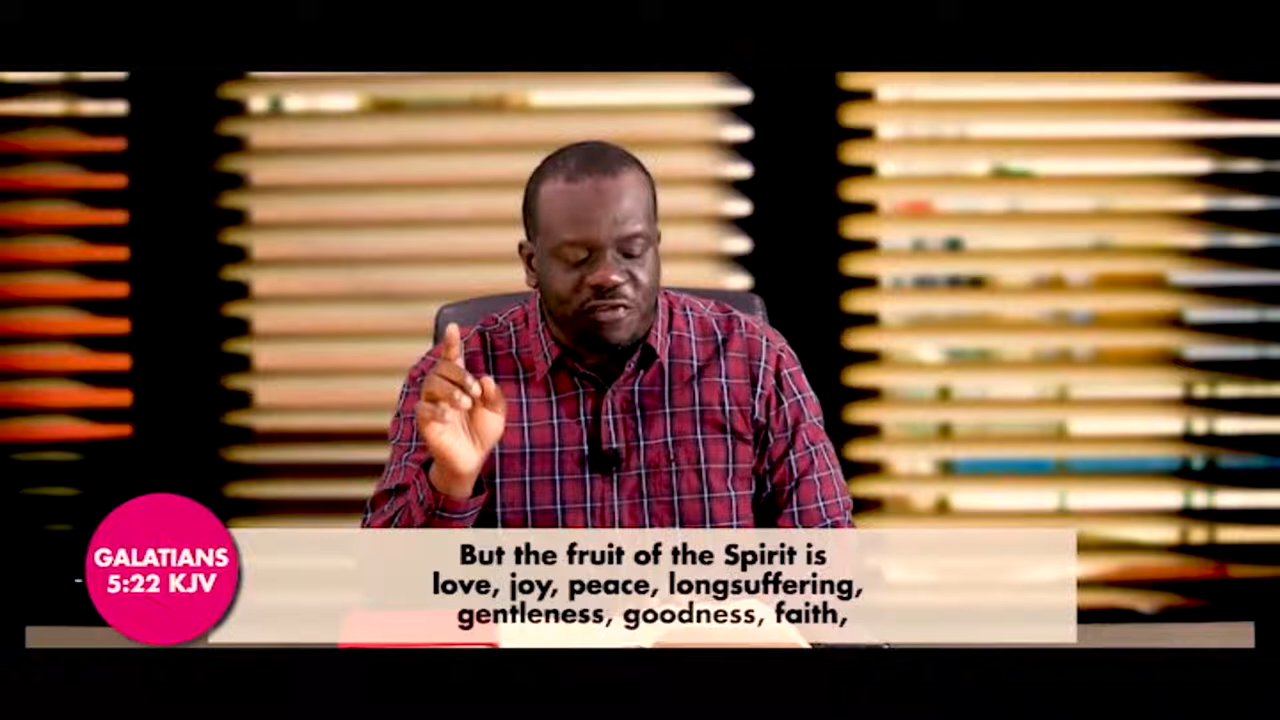 GALATIANS
5:22 KJV
But the fruit of the Spirit is
love, joy, peace, longsuffering,
gentleness, goodness, faith,